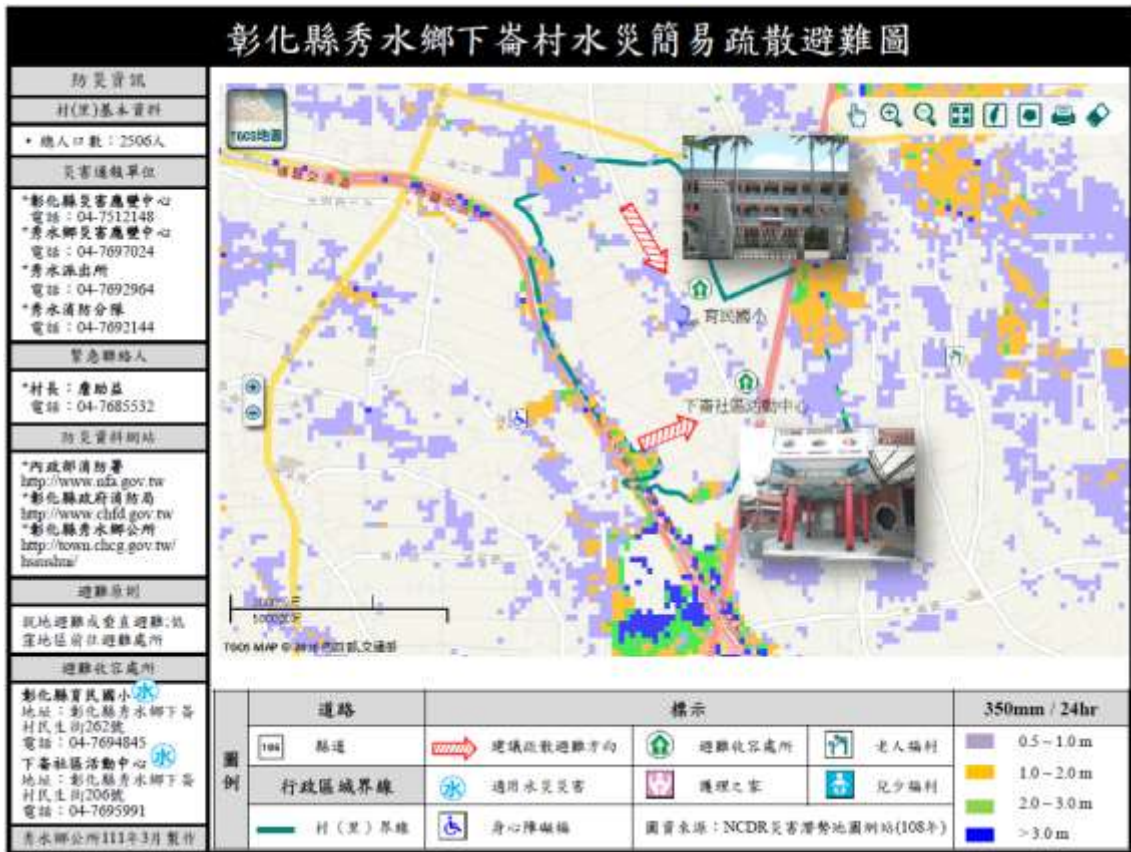 彰化縣秀水鄉下崙村水災簡易疏散避難圖
防災資訊
村(里)基本資料
• 總人口數：2506人
災害通報單位
*彰化縣災害應變中心
電話：04-7512148
*秀水鄉災害應變中心
電話：04-7697024
*秀水派出所
電話：04-7692964
*秀水消防分隊
電話：04-7692144
緊急聯絡人
*村長：詹助益
電話：04-7685532
防災資料網站
*內政部消防署
http://www.nfa.gov.tw
*彰化縣政府消防局
http://www.chfd.gov.tw
*彰化縣秀水鄉公所
http://town.chcg.gov.tw/
避難原則
就地避難或垂直避難;低
窪地區前往避難處所
避難收容處所
彰化縣育民國小 水
地址：彰化縣秀水鄉下崙
村民生街262號
電話：04-7694845
下崙社區活動中心 水
地址：彰化縣秀水鄉下崙
村民生街206號
電話：04-7695991
秀水鄉公所111年3月製作
TGOS地圖
育民國小
下崙社區活動中心
圖例
道路
標示
350mm / 24hr
縣道
建議疏散避難方向
避難收容處所
老人福利
0.5 ~ 1.0 m
行政區域界線
水
適用水災災害
護理之家
兒少福利
1.0 ~ 2.0 m
2.0 ~ 3.0 m
村（里）界線
身心障礙福
圖資來源：NCDR災害潛勢地圖網站(108年)
>3.0 m